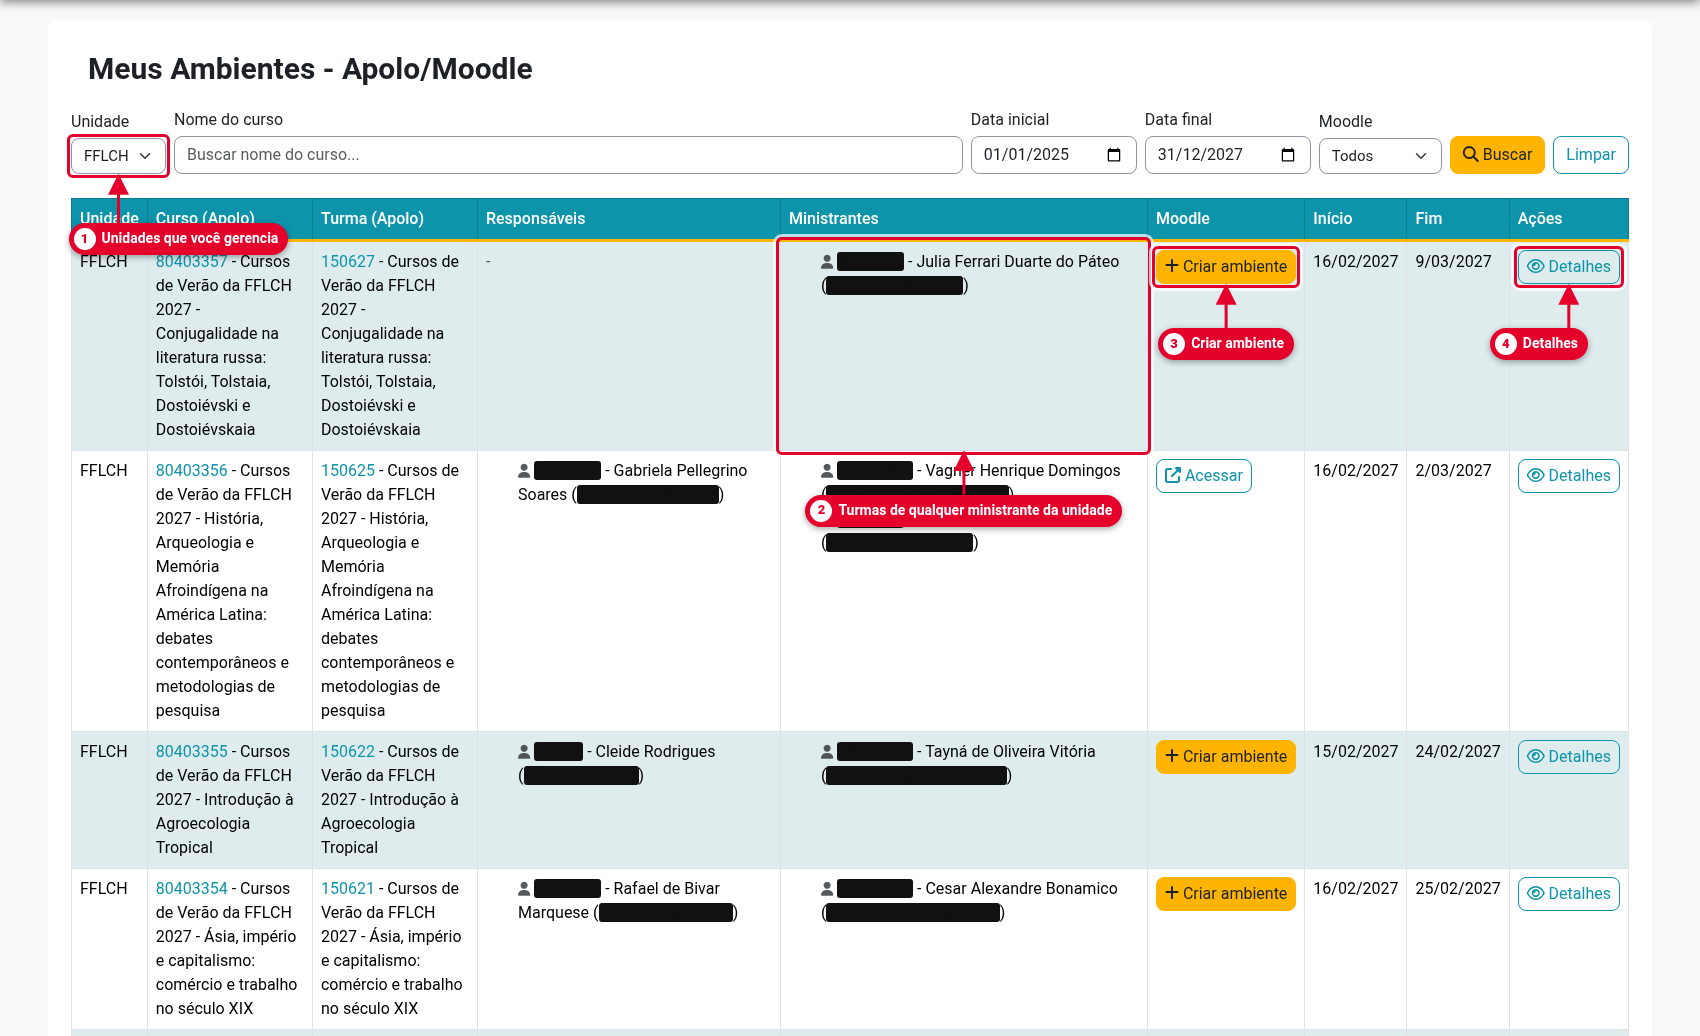 Meus Ambientes - Apolo/Moodle
Unidade
Nome do curso
Data inicial
Data final
Moodle
FFLCH
Buscar nome do curso...
01/01/2025
31/12/2027
Todos
Buscar
Limpar
Unidade
Curso (Apolo)
Turma (Apolo)
Responsáveis
Ministrantes
Moodle
Início
Fim
Ações
1 Unidades que você gerencia
FFLCH
80403357 - Cursos
de Verão da FFLCH
2027 -
Conjugalidade na
literatura russa:
Tolstói, Tolstaia,
Dostoiévski e
Dostoiévskaia
150627 - Cursos de
Verão da FFLCH
2027 -
Conjugalidade na
literatura russa:
Tolstói, Tolstaia,
Dostoiévski e
Dostoiévskaia
-
- Julia Ferrari Duarte do Páteo
()
Criar ambiente
16/02/2027
9/03/2027
Detalhes
3 Criar ambiente
4 Detalhes
FFLCH
80403356 - Cursos
de Verão da FFLCH
2027 - História,
Arqueologia e
Memória
Afroindígena na
América Latina:
debates
contemporâneos e
metodologias de
pesquisa
150625 - Cursos de
Verão da FFLCH
2027 - História,
Arqueologia e
Memória
Afroindígena na
América Latina:
debates
contemporâneos e
metodologias de
pesquisa
- Gabriela Pellegrino
Soares ()
- Vagner Henrique Domingos
()
2 Turmas de qualquer ministrante da unidade
()
Acessar
16/02/2027
2/03/2027
Detalhes
FFLCH
80403355 - Cursos
de Verão da FFLCH
2027 - Introdução à
Agroecologia
Tropical
150622 - Cursos de
Verão da FFLCH
2027 - Introdução à
Agroecologia
Tropical
- Cleide Rodrigues
()
- Tayná de Oliveira Vitória
()
Criar ambiente
15/02/2027
24/02/2027
Detalhes
FFLCH
80403354 - Cursos
de Verão da FFLCH
2027 - Ásia, império
e capitalismo:
comércio e trabalho
no século XIX
150621 - Cursos de
Verão da FFLCH
2027 - Ásia, império
e capitalismo:
comércio e trabalho
no século XIX
- Rafael de Bivar
Marquese ()
- Cesar Alexandre Bonamico
()
Criar ambiente
16/02/2027
25/02/2027
Detalhes